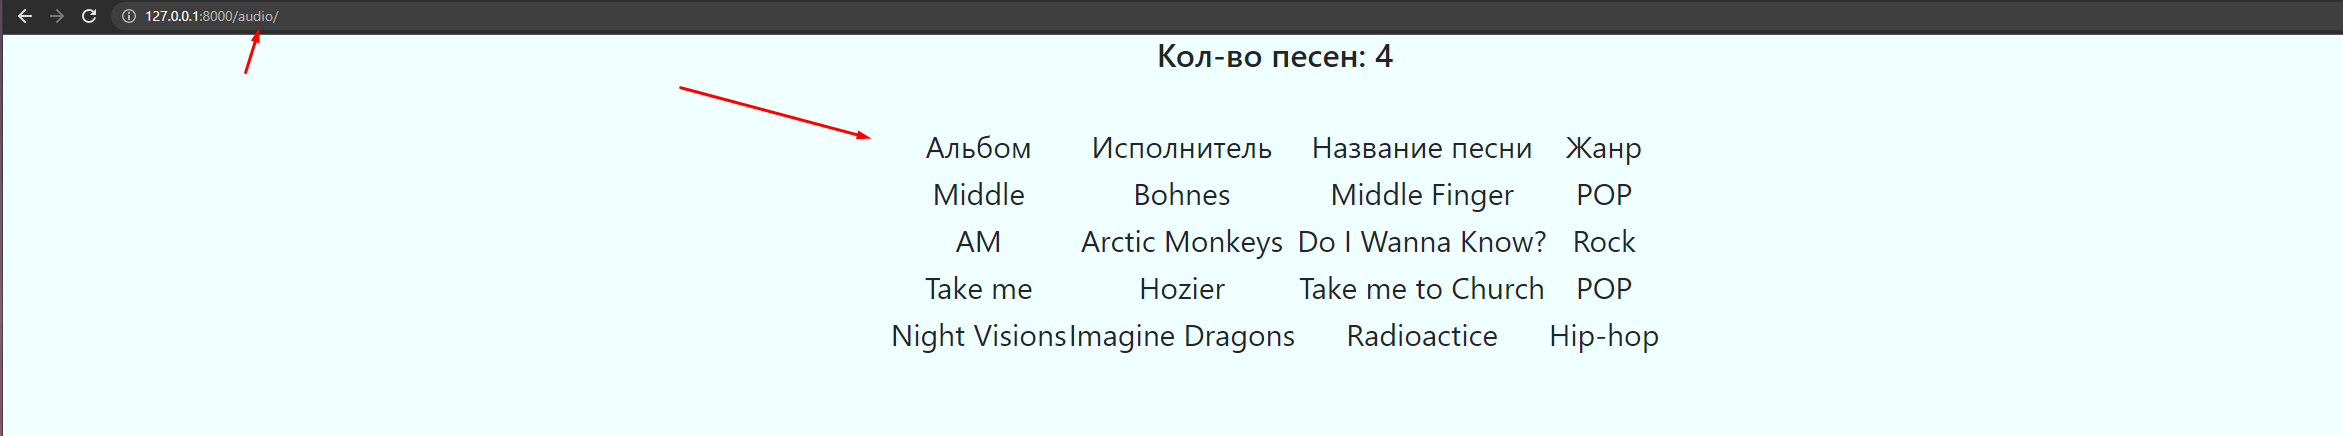 127.0.0.1:8000/audio/
Кол-во песен: 4
Альбом Исполнитель Название песни Жанр
Middle Bohnes Middle Finger POP
AM Arctic Monkeys Do I Wanna Know? Rock
Take me Hozier Take me to Church POP
Night Visions Imagine Dragons Radioactice Hip-hop